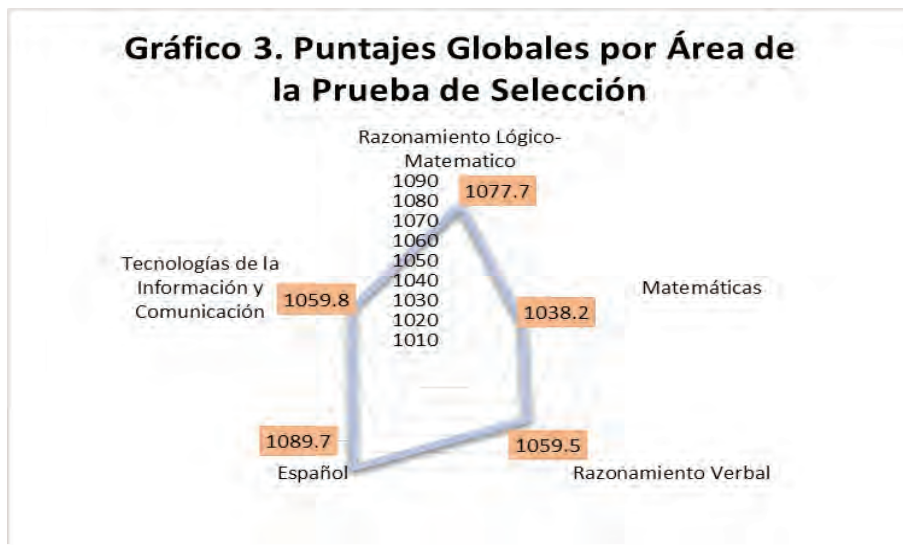 Gráfico 3. Puntajes Globales por Área de
la Prueba de Selección
Razonamiento Lógico-
Matematico
1090
1080
1070
1060
1050
1040
1030
1020
1010
1077.7
Matemáticas
1038.2
1059.5
Razonamiento Verbal
1089.7
Español
Tecnologías de la
Información y
Comunicación
1059.8